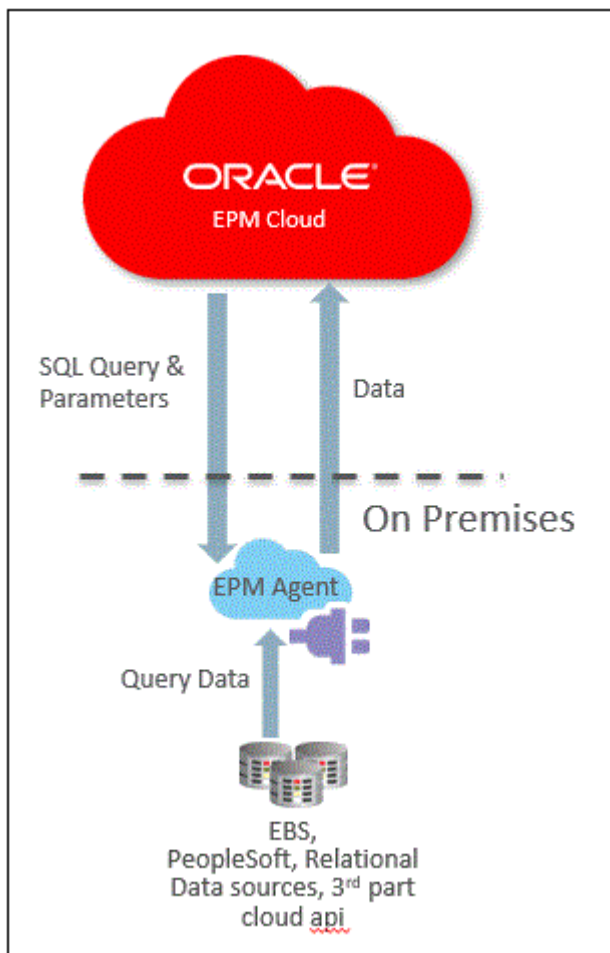 ORACLE®
EPM Cloud
SQL Query &
Parameters
Data
On Premises
EPM Agent
Query Data
EBS,
PeopleSoft, Relational
Data sources, 3rd part
cloud api